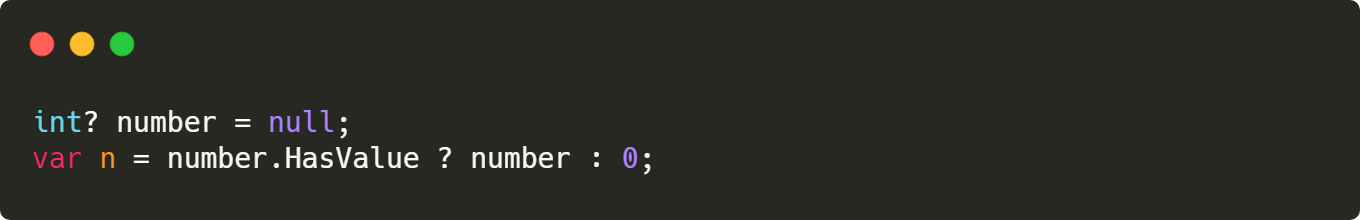 int? number = null;
var n = number.HasValue ? number : 0;